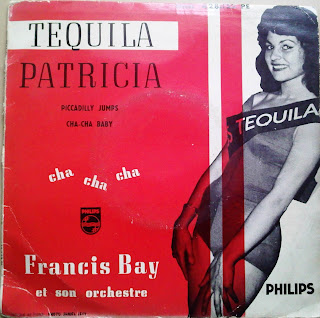 TEQUILA
PATRICIA
PICCADILLY JUMPS
CHA-CHA BABY
TEQUILA
cha cha cha
PHILIPS
Francis Bay
et son orchestre
PHILIPS